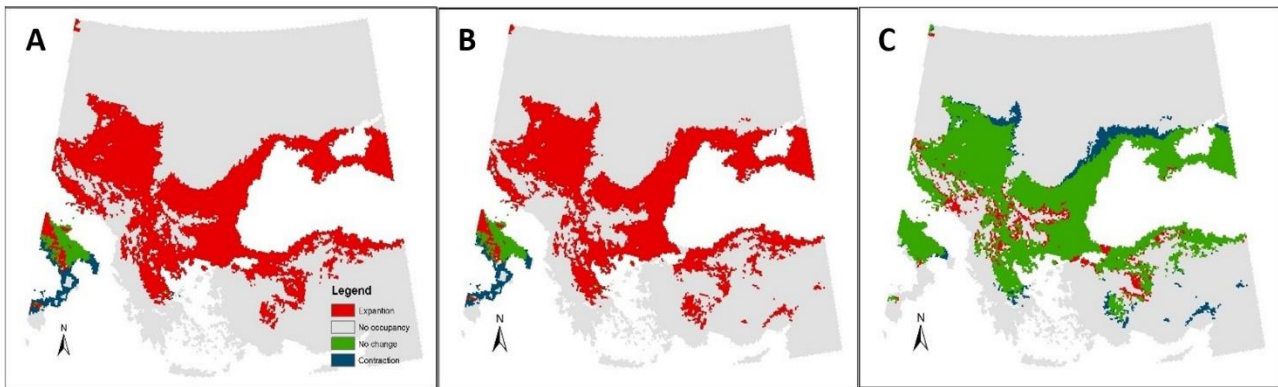 A
B
C
Legend
Expantion
No occupancy
No change
Contraction
N
N
N